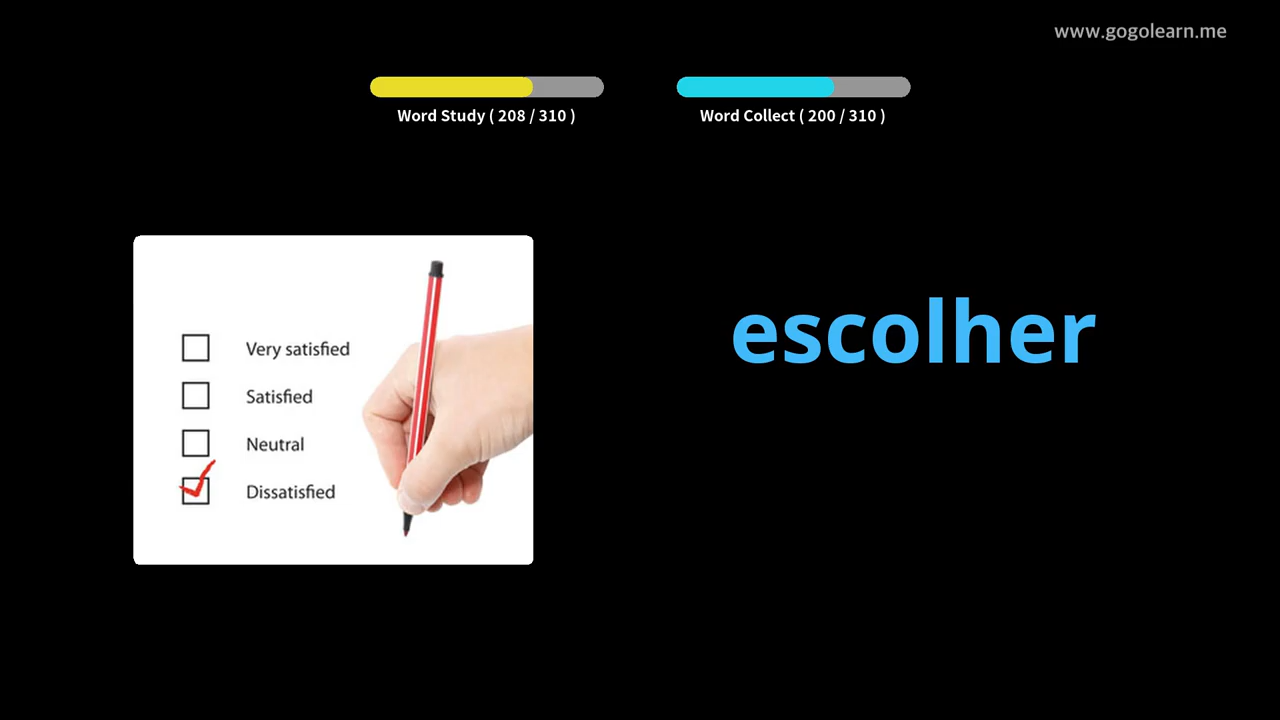 www.gogolearn.me
Word Study ( 208 / 310 )
Word Collect ( 200 / 310 )
escolher
Very satisfied
Satisfied
Neutral
Dissatisfied